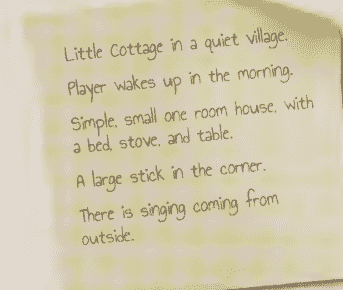 Little Cottage in a quiet village.
Player wakes up in the morning.
Simple, small one room house, with
a bed, stove, and table.
A large stick in the corner.
There is singing coming from
outside.